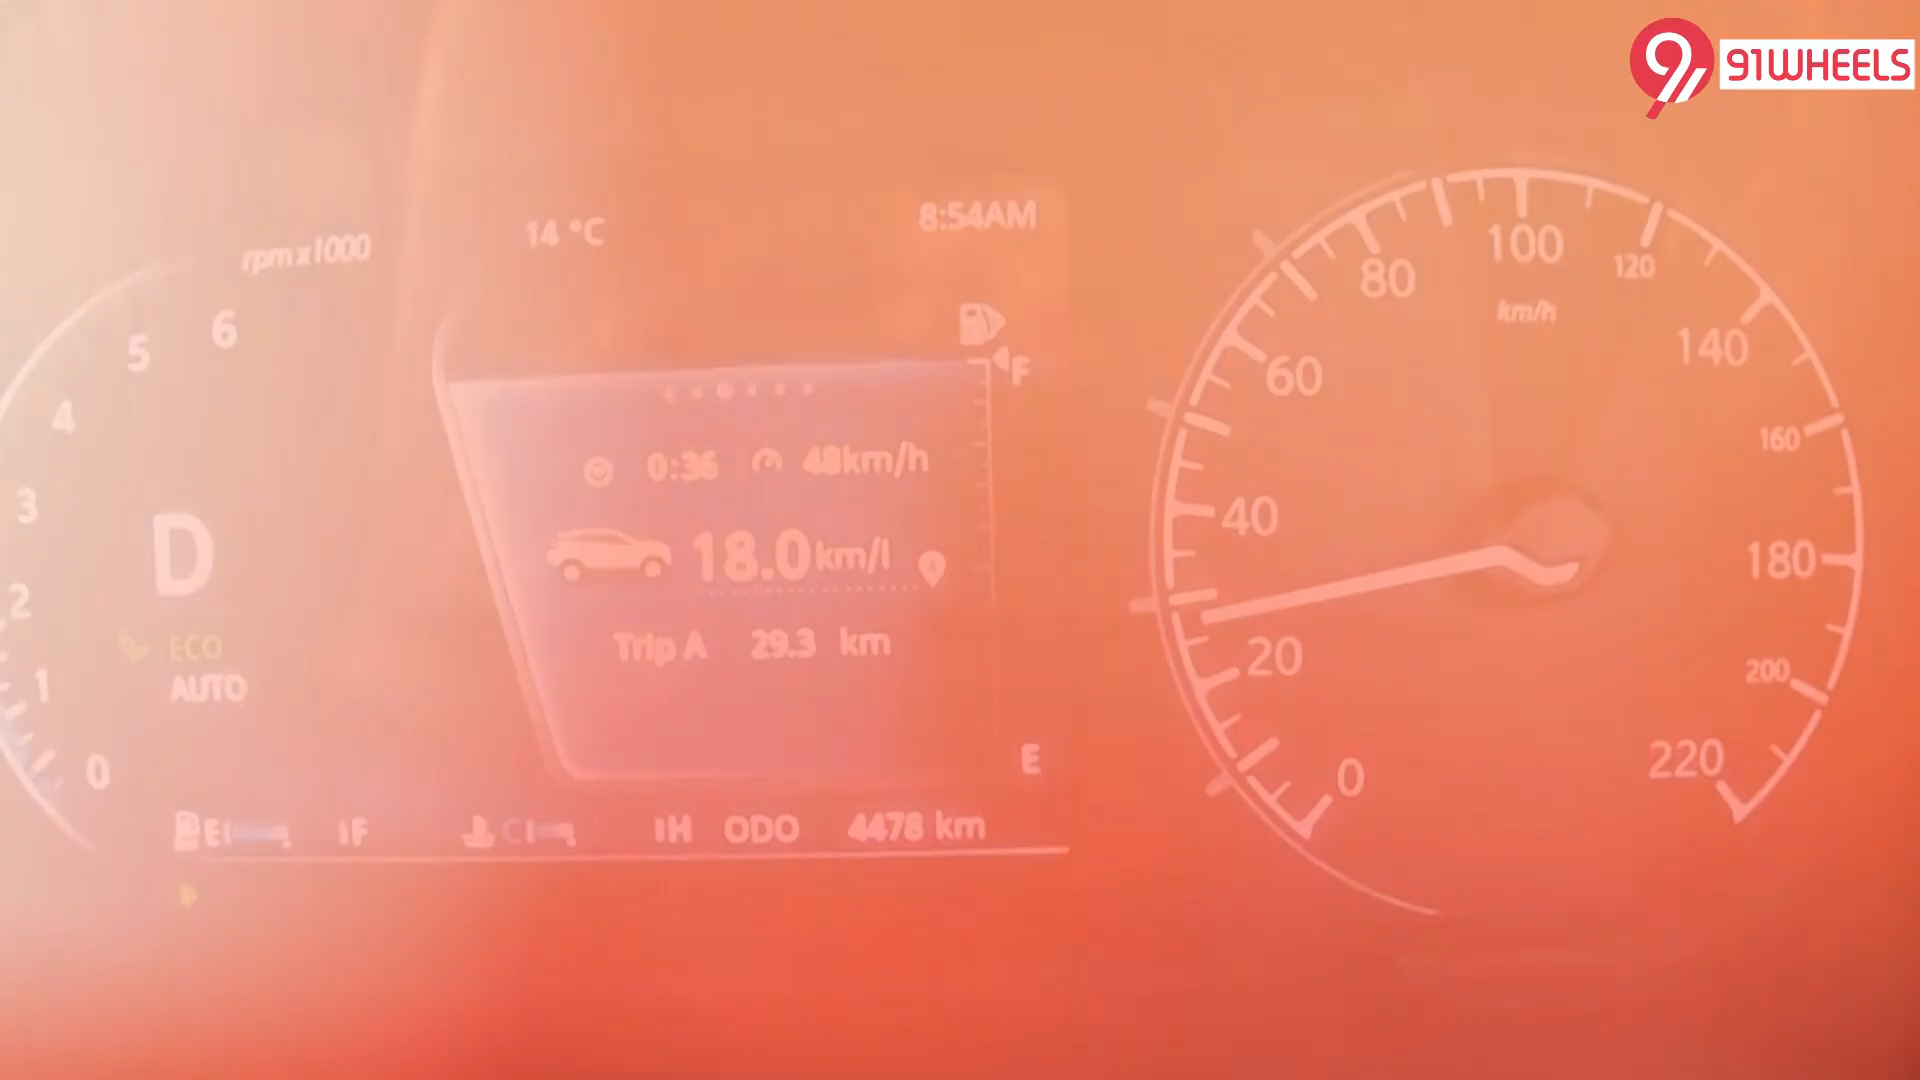 91WHEELS
14 °C
8:54AM
rpm x1000
6
5
4
3
2
1
0
D
ECO
AUTO
F
0:36 48km/h
18.0km/l
Trip A 29.3 km
E
E F C H ODO 4478 km
0
20
40
60
80
100
120
km/h
140
160
180
200
220